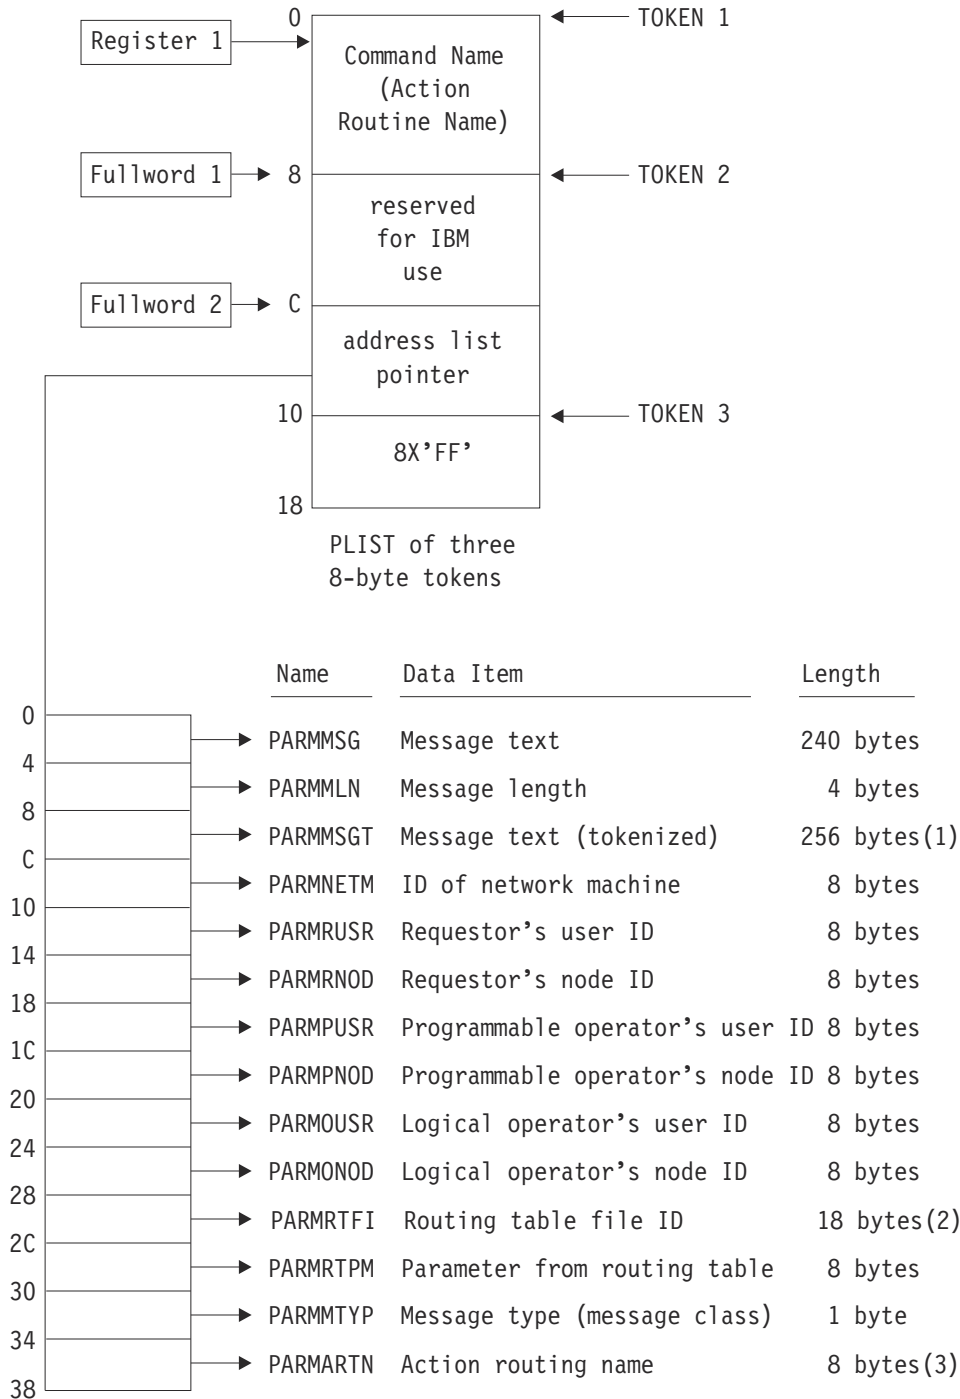 0 TOKEN 1
Register 1
Command Name
(Action
Routine Name)
Fullword 1 8 TOKEN 2
reserved
for IBM
use
Fullword 2 C
address list
pointer
10 TOKEN 3
8X’FF’
18
PLIST of three
8-byte tokens
Name Data Item Length
0
PARMMSG Message text 240 bytes
4
PARMMLN Message length 4 bytes
8
PARMMSGT Message text (tokenized) 256 bytes(1)
C
PARMNETM ID of network machine 8 bytes
10
PARMRUSR Requestor’s user ID 8 bytes
14
PARMRNOD Requestor’s node ID 8 bytes
18
PARMPUSR Programmable operator’s user ID 8 bytes
1C
PARMPNOD Programmable operator’s node ID 8 bytes
20
PARMOUSR Logical operator’s user ID 8 bytes
24
PARMONOD Logical operator’s node ID 8 bytes
28
PARMRTFI Routing table file ID 18 bytes(2)
2C
PARMRTPM Parameter from routing table 8 bytes
30
PARMMTYP Message type (message class) 1 byte
34
PARMARTN Action routing name 8 bytes(3)
38